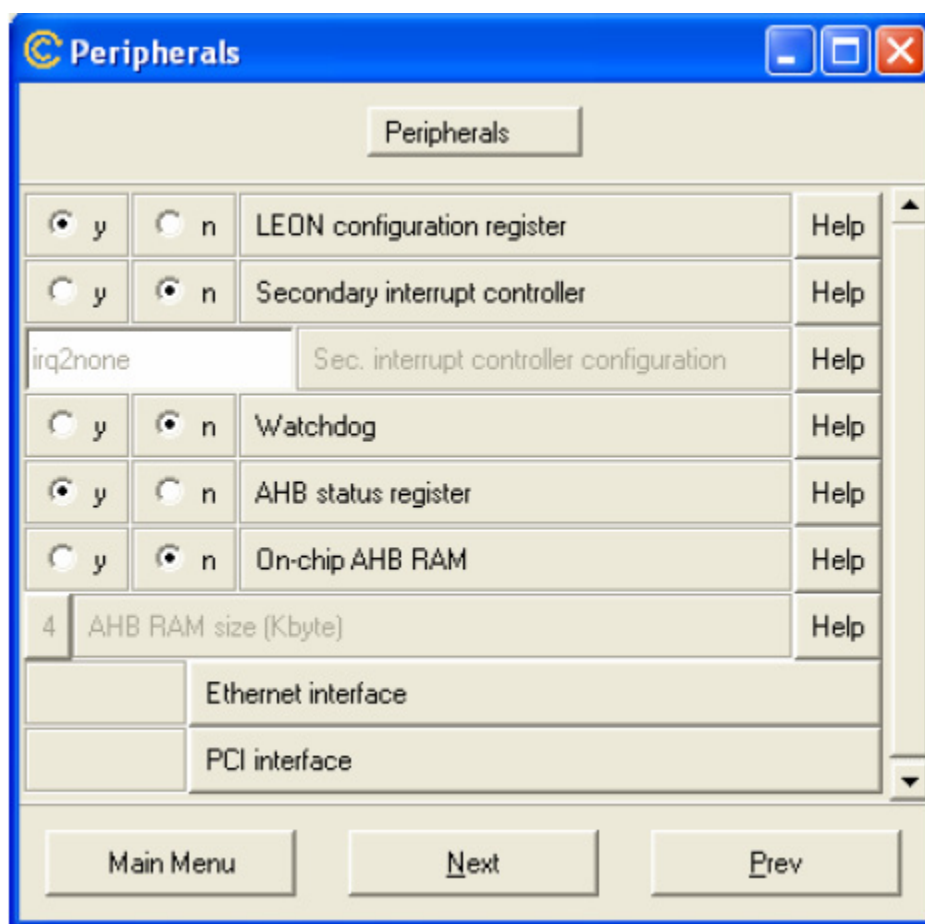 Peripherals
Peripherals
y n LEON configuration register Help
y n Secondary interrupt controller Help
irq2none Sec. interrupt controller configuration Help
y n Watchdog Help
y n AHB status register Help
y n On-chip AHB RAM Help
4 AHB RAM size (Kbyte) Help
Ethernet interface
PCI interface
Main Menu Next Prev